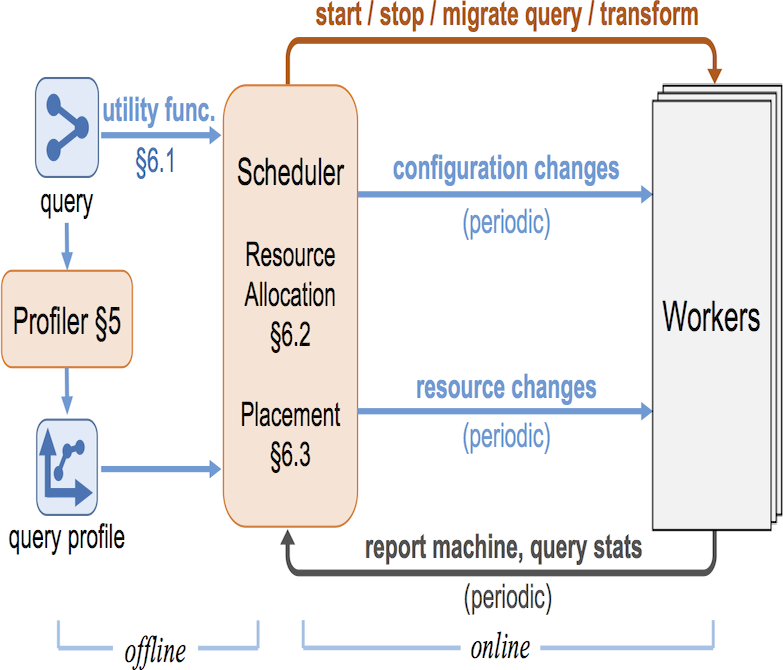 start / stop / migrate query / transform
utility func.
§6.1
query
Profiler §5
query profile
Scheduler
Resource
Allocation
§6.2
Placement
§6.3
configuration changes
(periodic)
resource changes
(periodic)
report machine, query stats
(periodic)
Workers
offline
online